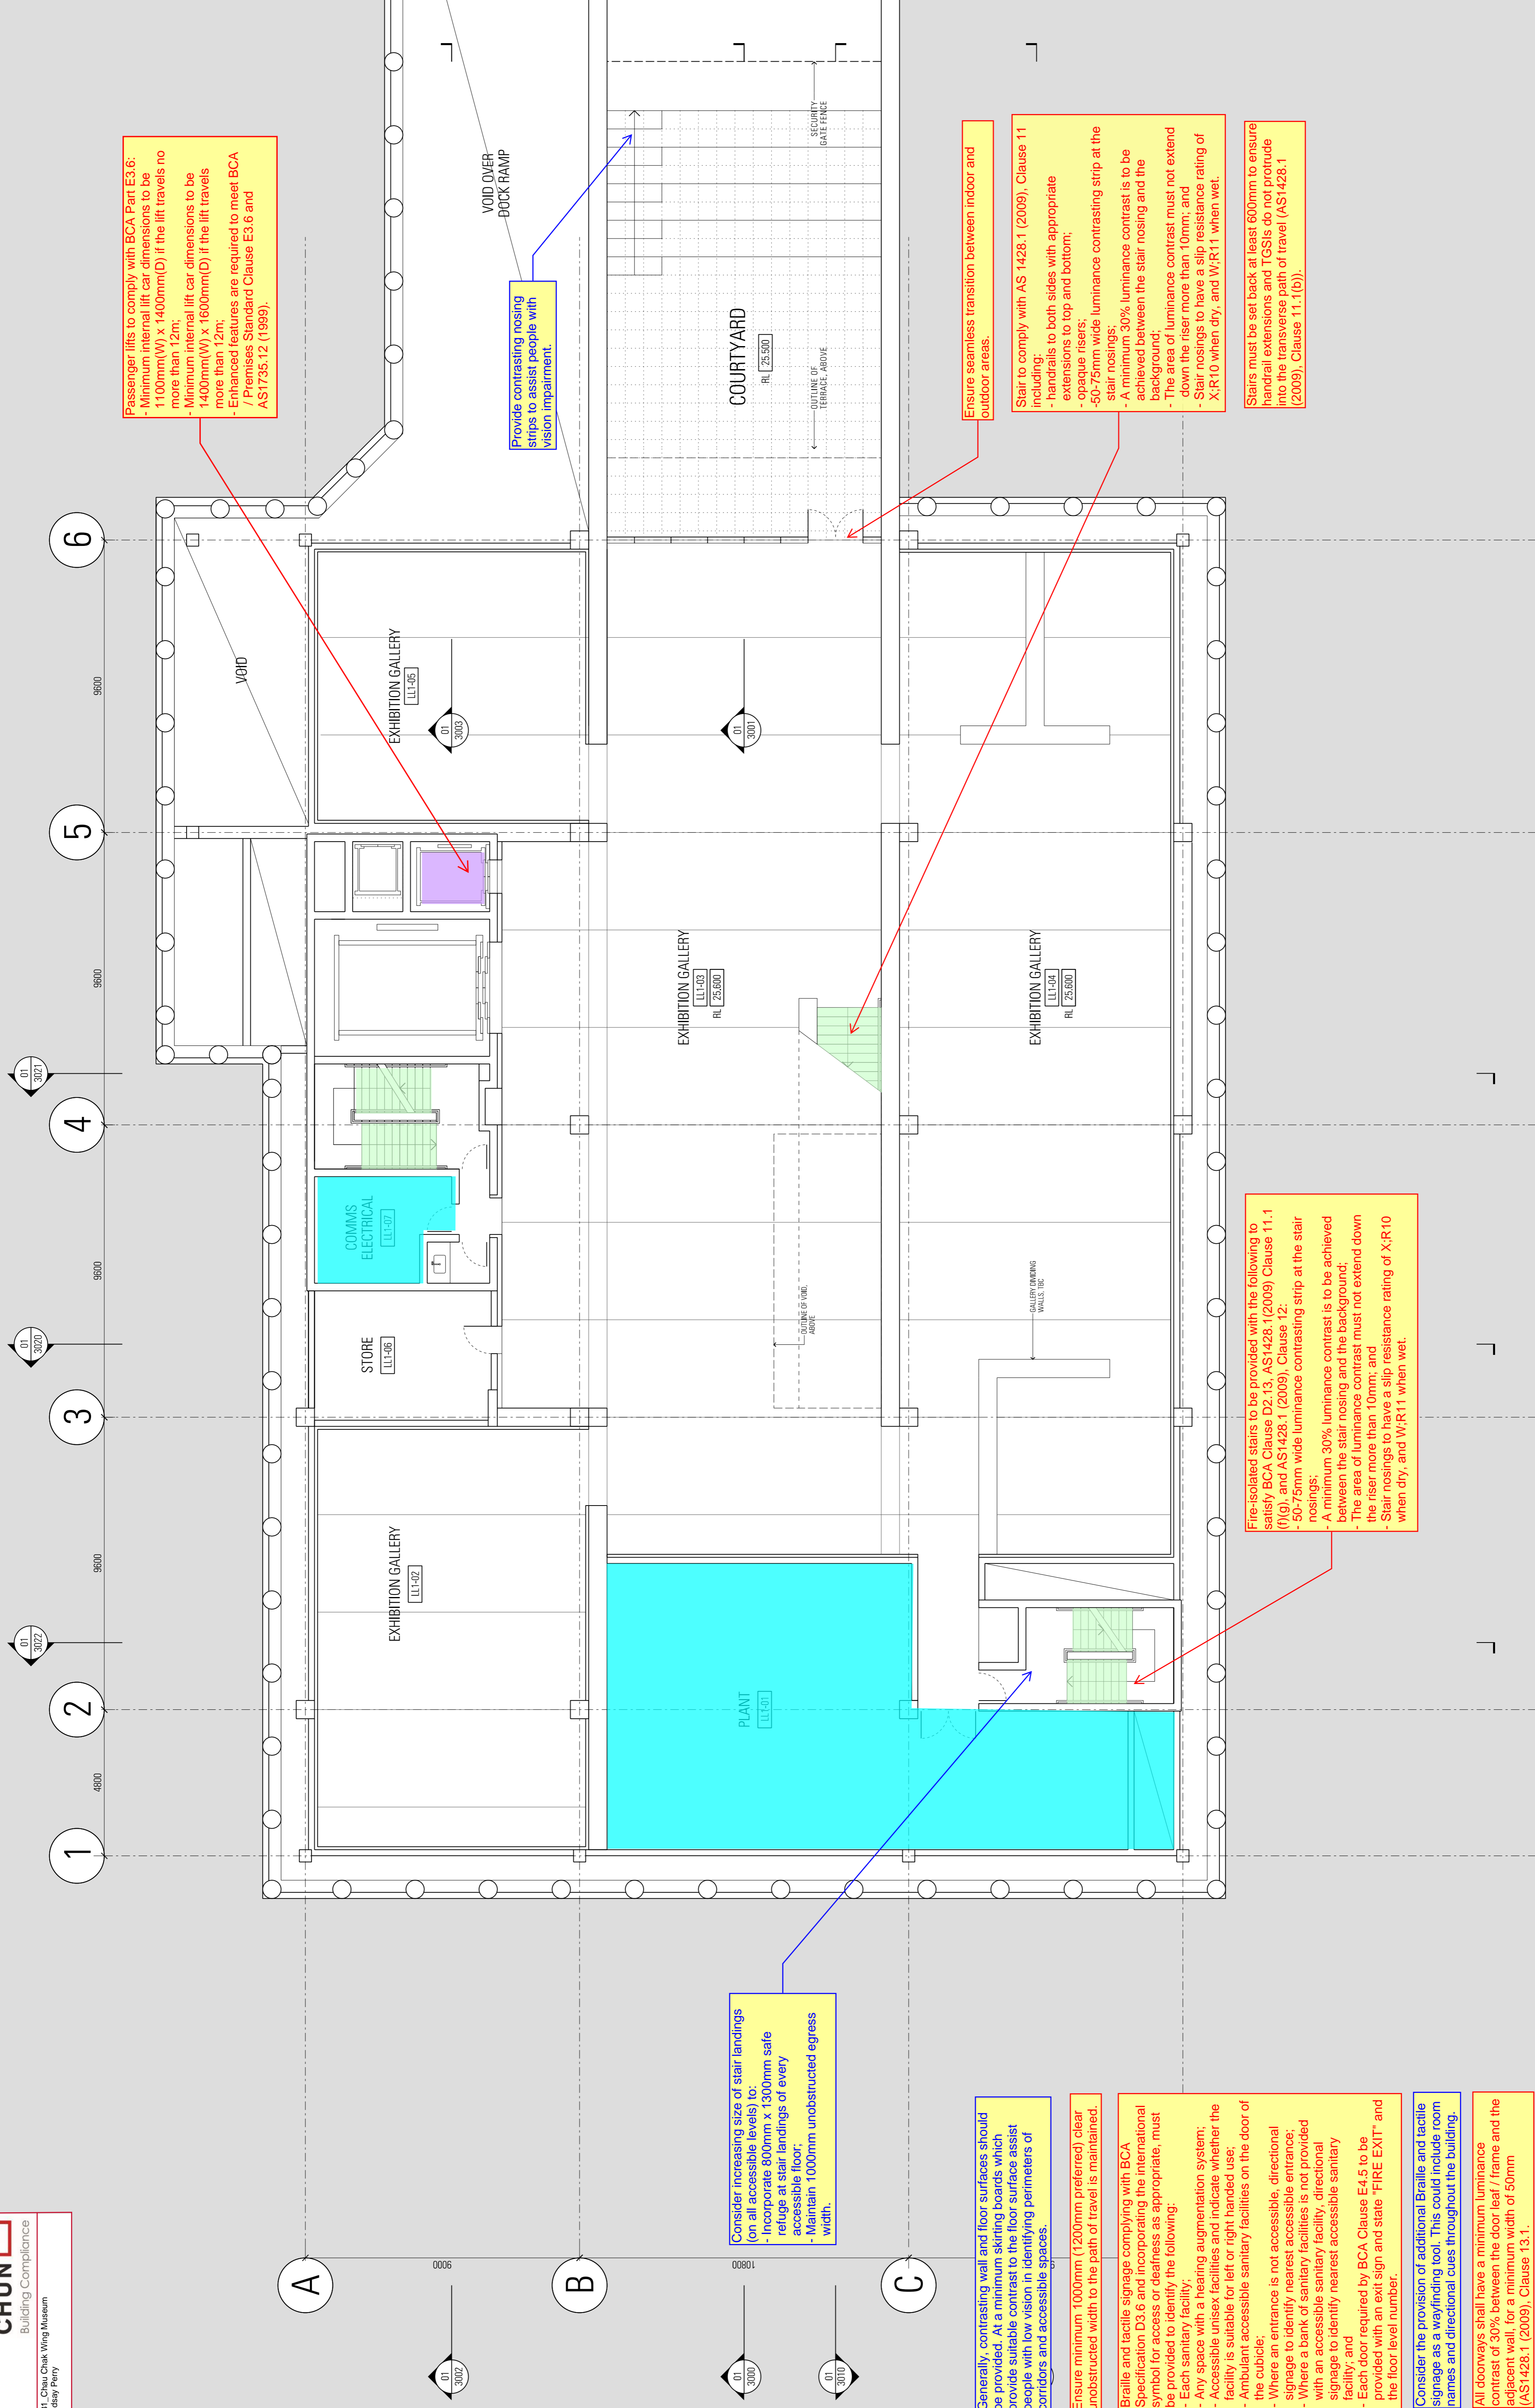 CHUN
Building Compliance
Chau Chak Wing Museum
Perry
1
2
3
4
5
6
A
B
C
4800
9600
9600
9600
9600
9000
10800
01
3022
01
3020
01
3021
01
3002
01
3000
01
3010
01
3003
01
3001
Passenger lifts to comply with BCA Part E3.6:
- Minimum internal lift car dimensions to be
1100mm(W) x 1400mm(D) if the lift travels no
more than 12m;
- Minimum internal lift car dimensions to be
1400mm(W) x 1600mm(D) if the lift travels
more than 12m;
- Enhanced features are required to meet BCA
/ Premises Standard Clause E3.6 and
AS1735.12 (1999).
Provide contrasting nosing
strips to assist people with
vision impairment.
Ensure seamless transition between indoor and
outdoor areas.
Stair to comply with AS 1428.1 (2009), Clause 11
including:
- handrails to both sides with appropriate
extensions to top and bottom;
- opaque risers;
-50-75mm wide luminance contrasting strip at the
stair nosings;
- A minimum 30% luminance contrast is to be
achieved between the stair nosing and the
background;
- The area of luminance contrast must not extend
down the riser more than 10mm; and
- Stair nosings to have a slip resistance rating of
X;R10 when dry, and W;R11 when wet.
Stairs must be set back at least 600mm to ensure
handrail extensions and TGSIs do not protrude
into the transverse path of travel (AS1428.1
(2009), Clause 11.1(b)).
Fire-isolated stairs to be provided with the following to
satisfy BCA Clause D2.13, AS1428.1(2009) Clause 11.1
(f)(g), and AS1428.1 (2009), Clause 12:
- 50-75mm wide luminance contrasting strip at the stair
nosings;
- A minimum 30% luminance contrast is to be achieved
between the stair nosing and the background;
- The area of luminance contrast must not extend down
the riser more than 10mm; and
- Stair nosings to have a slip resistance rating of X;R10
when dry, and W;R11 when wet.
Consider increasing size of stair landings
(on all accessible levels) to:
- Incorporate 800mm x 1300mm safe
refuge at stair landings of every
accessible floor;
- Maintain 1000mm unobstructed egress
width.
Generally, contrasting wall and floor surfaces should
be provided. At a minimum skirting boards which
provide suitable contrast to the floor surface assist
people with low vision in identifying perimeters of
corridors and accessible spaces.
Ensure minimum 1000mm (1200mm preferred) clear
unobstructed width to the path of travel is maintained.
Braille and tactile signage complying with BCA
Specification D3.6 and incorporating the international
symbol for access or deafness as appropriate, must
be provided to identify the following:
- Each sanitary facility;
- Any space with a hearing augmentation system;
- Accessible unisex facilities and indicate whether the
facility is suitable for left or right handed use;
- Ambulant accessible sanitary facilities on the door of
the cubicle;
- Where an entrance is not accessible, directional
signage to identify nearest accessible entrance;
- Where a bank of sanitary facilities is not provided
with an accessible sanitary facility, directional
signage to identify nearest accessible sanitary
facility; and
- Each door required by BCA Clause E4.5 to be
provided with an exit sign and state "FIRE EXIT" and
the floor level number.
Consider the provision of additional Braille and tactile
signage as a wayfinding tool. This could include room
names and directional cues throughout the building.
All doorways shall have a minimum luminance
contrast of 30% between the door leaf / frame and the
adjacent wall, for a minimum width of 50mm
(AS1428.1 (2009), Clause 13.1.
EXHIBITION GALLERY
LL1-02
STORE
LL1-06
COMMS
ELECTRICAL
LL1-07
EXHIBITION GALLERY
LL1-05
VOID
VOID OVER
DOCK RAMP
PLANT
LL1-01
EXHIBITION GALLERY
LL1-03
RL 25.600
EXHIBITION GALLERY
LL1-04
RL 25.600
COURTYARD
RL 25.500
OUTLINE OF
TERRACE, ABOVE
SECURITY
GATE FENCE
OUTLINE OF VOID,
ABOVE
GALLERY DIVIDING
WALLS, TBC